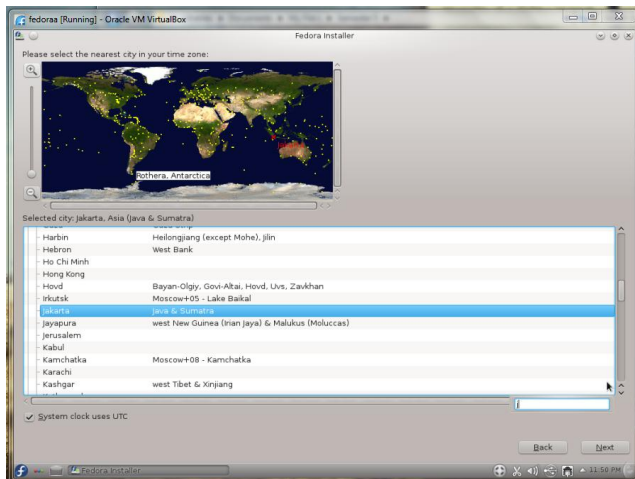 fedoraa [Running] - Oracle VM VirtualBox
Fedora Installer
Please select the nearest city in your time zone:
Rothera, Antarctica
Selected city: Jakarta, Asia (Java & Sumatra)
Harbin Heilongjiang (except Mohe), Jilin
Hebron West Bank
Ho Chi Minh
Hong Kong
Hovd Bayan-Olgiy, Govi-Altai, Hovd, Uvs, Zavkhan
Irkutsk Moscow+05 - Lake Baikal
Jakarta Java & Sumatra
Jayapura west New Guinea (Irian Jaya) & Malukus (Moluccas)
Jerusalem
Kabul
Kamchatka Moscow+08 - Kamchatka
Karachi
Kashgar west Tibet & Xinjiang
j
System clock uses UTC
Back Next
Fedora Installer 11:50 PM